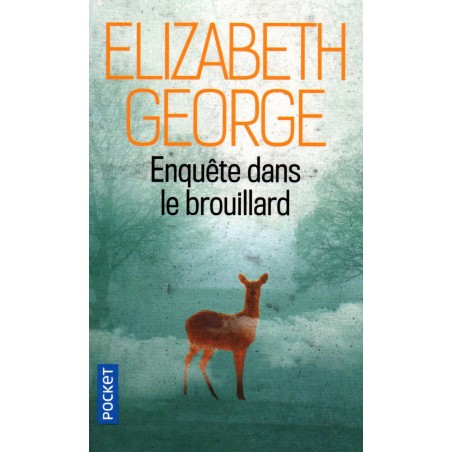 ELIZABETH
GEORGE
Enquête dans
le brouillard
POCKET